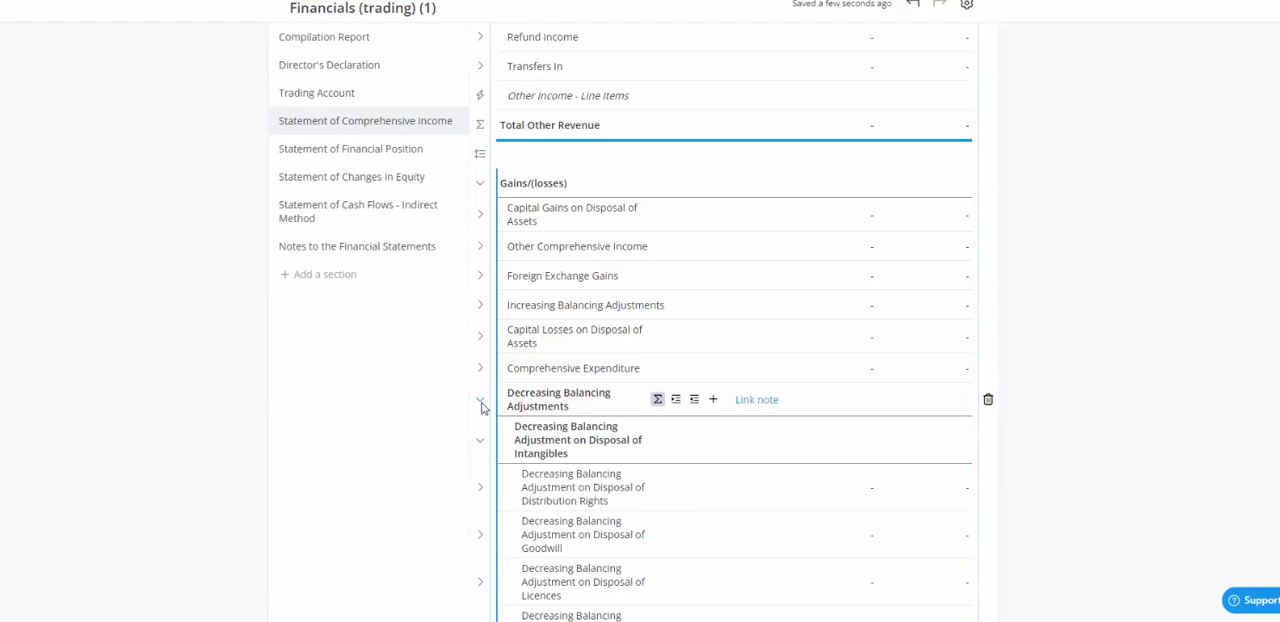 Financials (trading) (1)
Saved a few seconds ago
Compilation Report
Director's Declaration
Trading Account
Statement of Comprehensive Income
Statement of Financial Position
Statement of Changes in Equity
Statement of Cash Flows - Indirect
Method
Notes to the Financial Statements
+ Add a section
Refund Income - -
Transfers In - -
Other Income - Line Items
Total Other Revenue - -
Gains/(losses)
Capital Gains on Disposal of
Assets - -
Other Comprehensive Income - -
Foreign Exchange Gains - -
Increasing Balancing Adjustments - -
Capital Losses on Disposal of
Assets - -
Comprehensive Expenditure - -
Decreasing Balancing
Adjustments
Σ + Link note
Decreasing Balancing
Adjustment on Disposal of
Intangibles
Decreasing Balancing
Adjustment on Disposal of - -
Distribution Rights
Decreasing Balancing
Adjustment on Disposal of - -
Goodwill
Decreasing Balancing
Adjustment on Disposal of - -
Licences
Decreasing Balancing
? Support